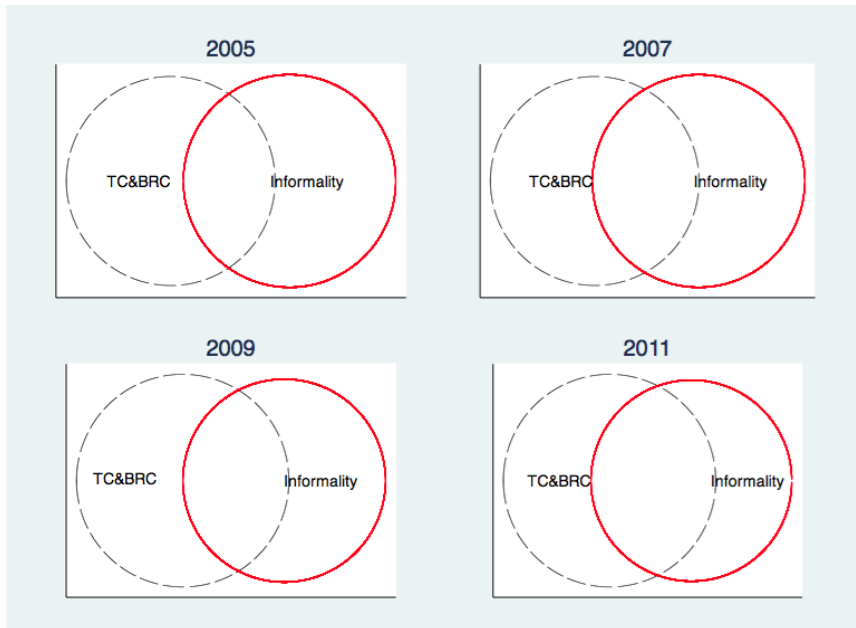 2005
TC&BRC
Informality
2007
TC&BRC
Informality
2009
TC&BRC
Informality
2011
TC&BRC
Informality